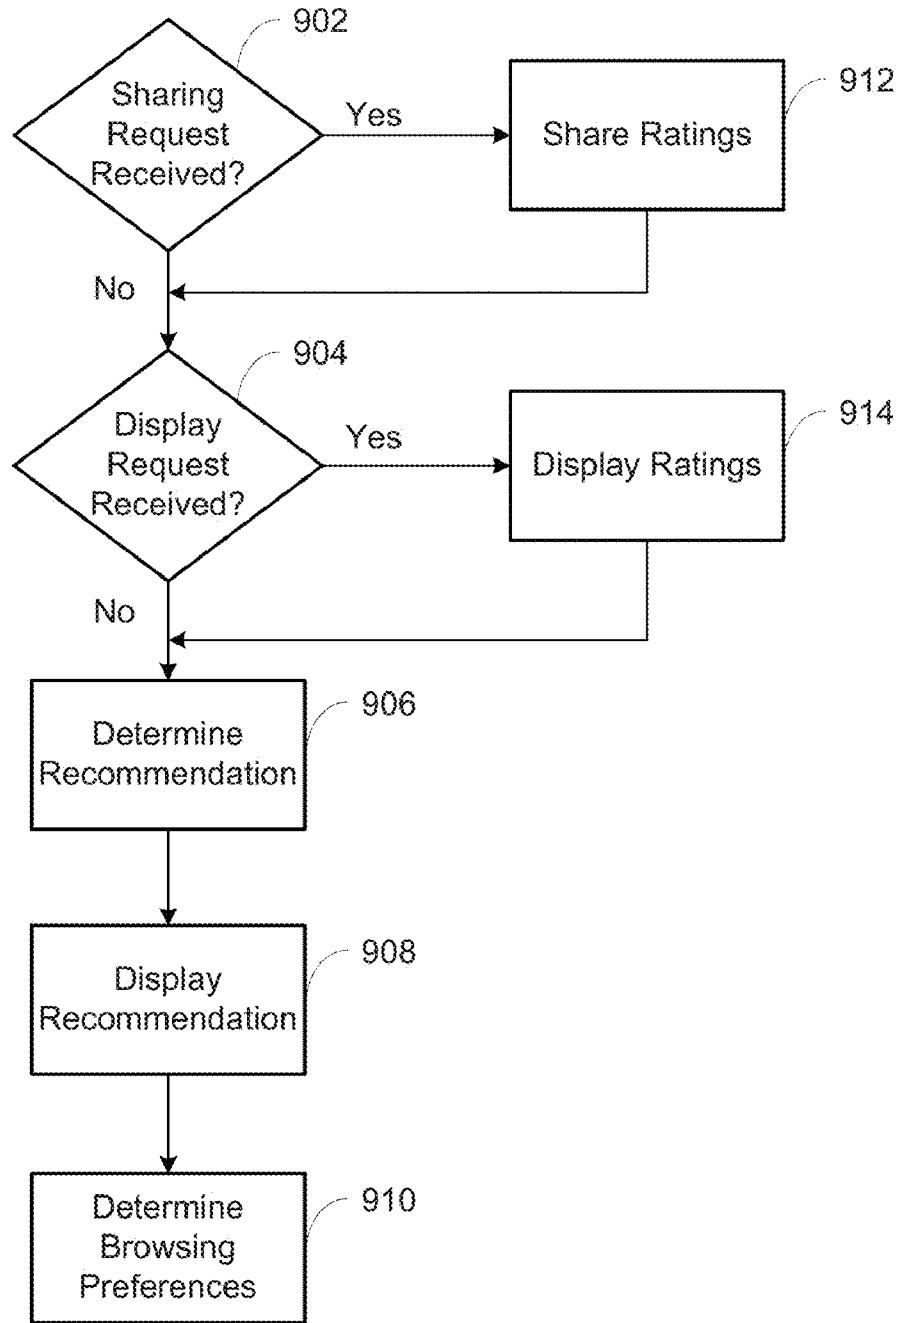 902
Sharing
Request
Received?
Yes
Share Ratings
912
No
904
Display
Request
Received?
Yes
Display Ratings
914
No
906
Determine
Recommendation
908
Display
Recommendation
910
Determine
Browsing
Preferences